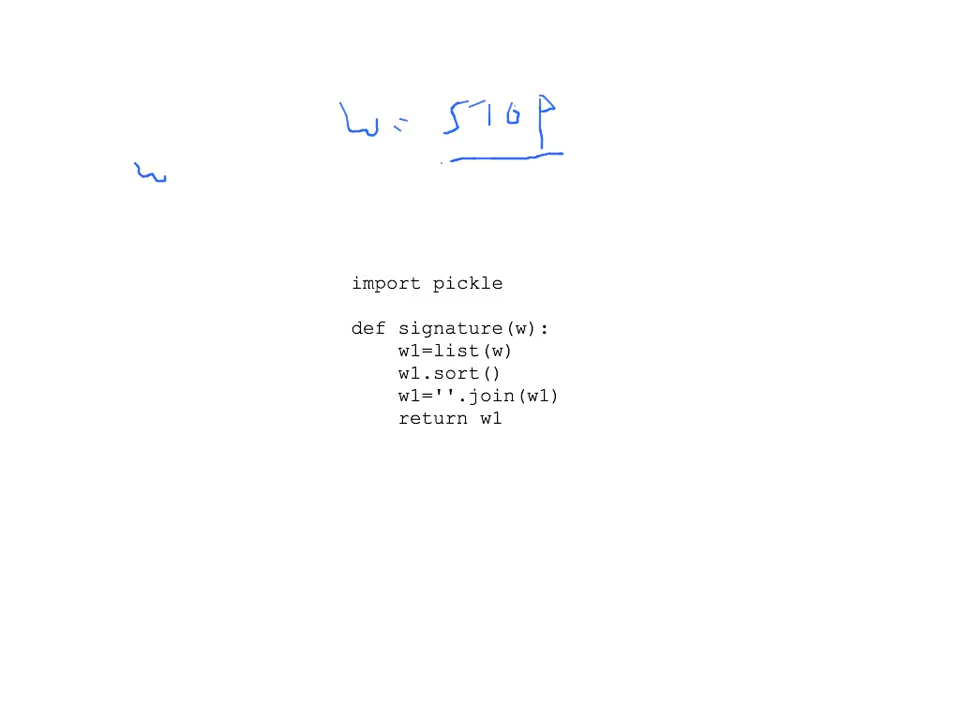 w = STOP
w
import pickle
def signature(w):
    w1=list(w)
    w1.sort()
    w1=''.join(w1)
    return w1